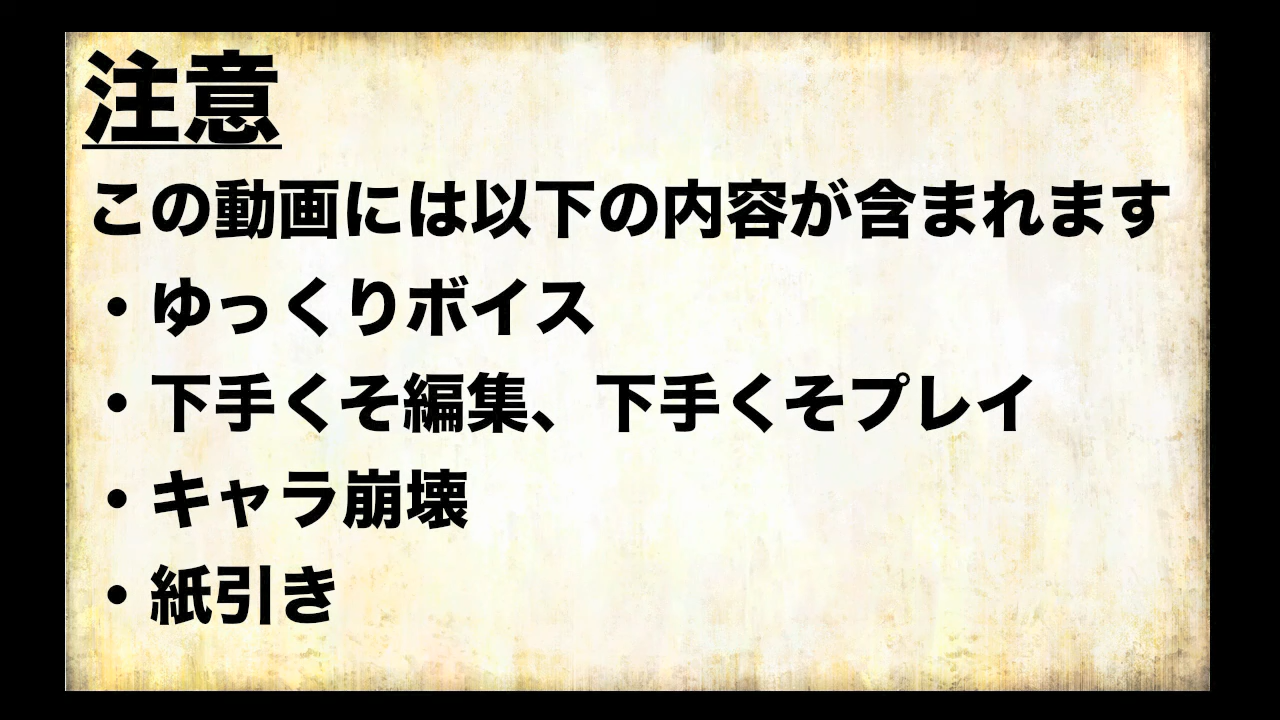 注意
この動画には以下の内容が含まれます
・ゆっくりボイス
・下手くそ編集、下手くそプレイ
・キャラ崩壊
・紙引き